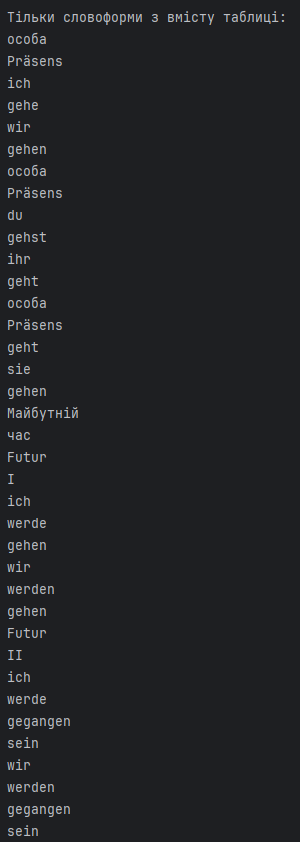 Тільки словоформи з вмісту таблиці:
особа
Präsens
ich
gehe
wir
gehen
особа
Präsens
du
gehst
ihr
geht
особа
Präsens
geht
sie
gehen
Майбутній
час
Futur
I
ich
werde
gehen
wir
werden
gehen
Futur
II
ich
werde
gegangen
sein
wir
werden
gegangen
sein